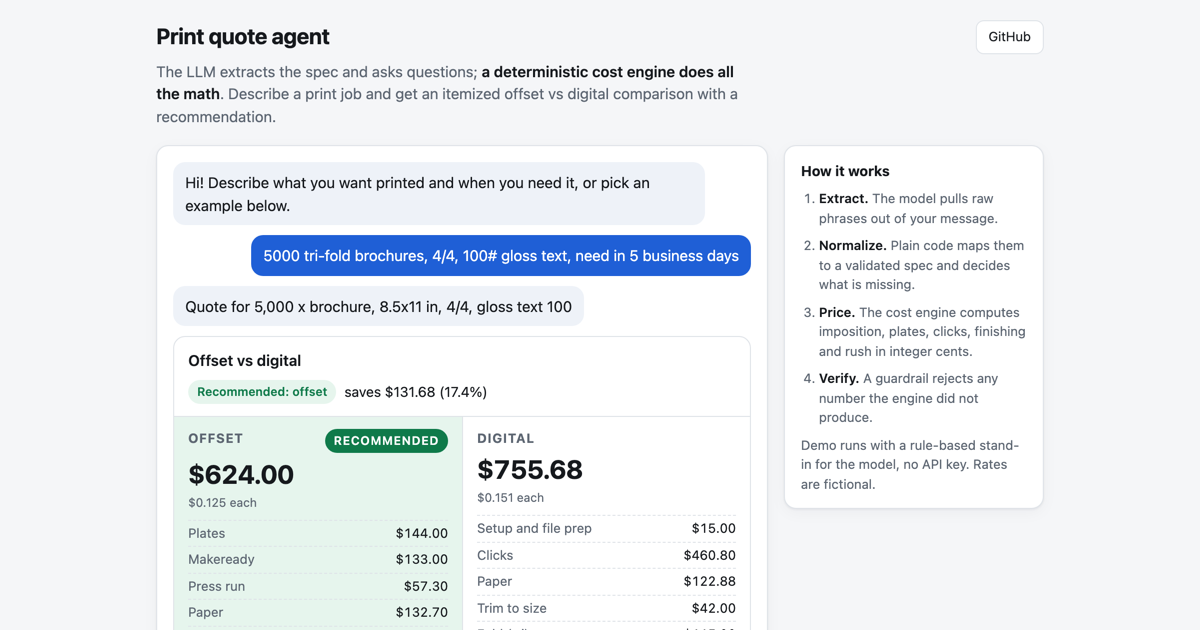 Print quote agent
GitHub
The LLM extracts the spec and asks questions; a deterministic cost engine does all
the math. Describe a print job and get an itemized offset vs digital comparison with a
recommendation.
Hi! Describe what you want printed and when you need it, or pick an
example below.
5000 tri-fold brochures, 4/4, 100# gloss text, need in 5 business days
Quote for 5,000 x brochure, 8.5x11 in, 4/4, gloss text 100
Offset vs digital
Recommended: offset saves $131.68 (17.4%)
OFFSET RECOMMENDED
$624.00
$0.125 each
Plates $144.00
Makeready $133.00
Press run $57.30
Paper $132.70
DIGITAL
$755.68
$0.151 each
Setup and file prep $15.00
Clicks $460.80
Paper $122.88
Trim to size $42.00
How it works
1. Extract. The model pulls raw
phrases out of your message.
2. Normalize. Plain code maps them
to a validated spec and decides
what is missing.
3. Price. The cost engine computes
imposition, plates, clicks, finishing
and rush in integer cents.
4. Verify. A guardrail rejects any
number the engine did not
produce.
Demo runs with a rule-based stand-
in for the model, no API key. Rates
are fictional.